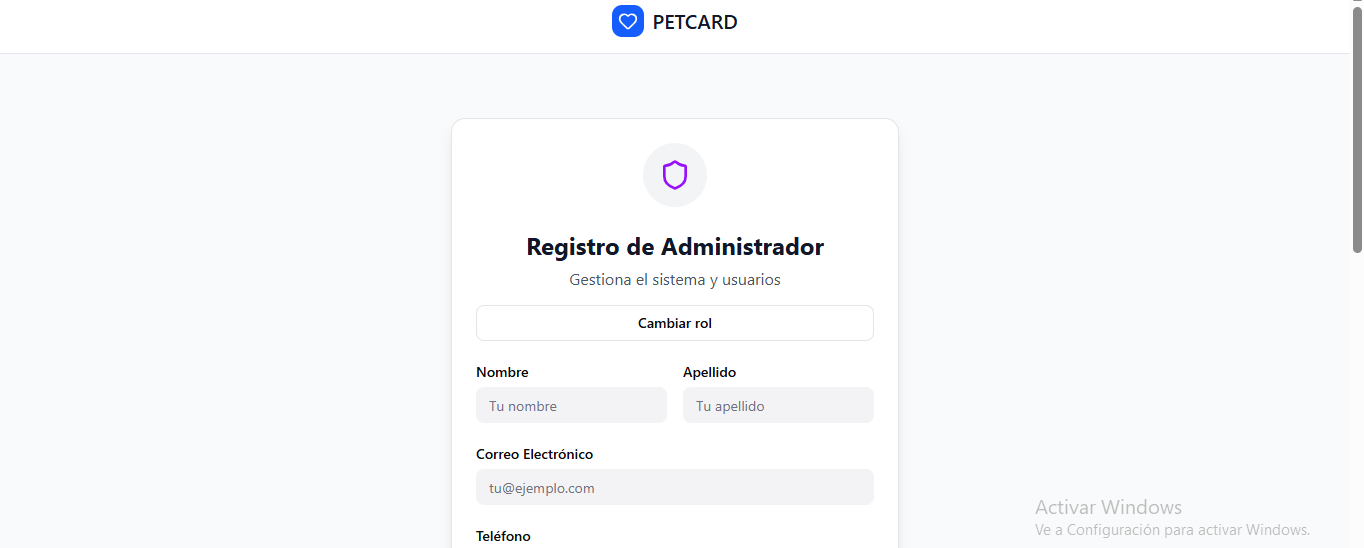 PETCARD
Registro de Administrador
Gestiona el sistema y usuarios
Cambiar rol
Nombre Apellido
Tu nombre Tu apellido
Correo Electrónico
tu@ejemplo.com
Teléfono
Activar Windows
Ve a Configuración para activar Windows.